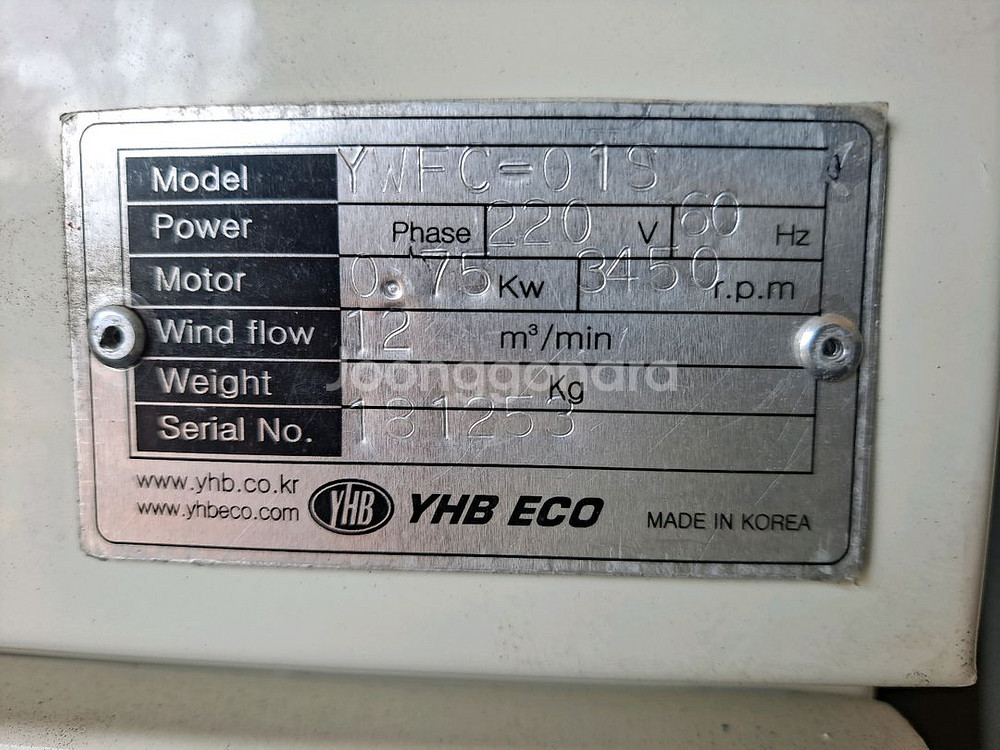 Model YWFC-01S
Power Phase 220 V 60 Hz
Motor 0.75 Kw 3450 r.p.m
Wind flow 12 m³/min
Weight Kg
Joonggonara
Serial No. 181253
www.yhb.co.kr
www.yhbeco.com
YHB YHB ECO
MADE IN KOREA